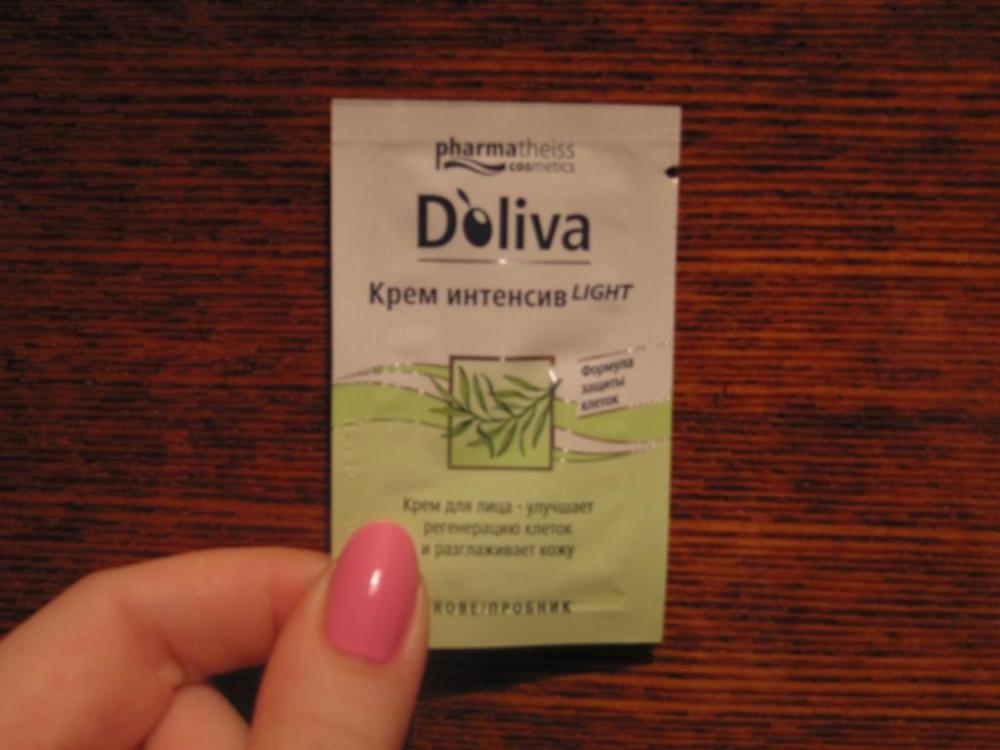 pharmatheiss
cosmetics
D'oliva
Крем интенсив LIGHT
Формула
защиты
клеток
Крем для лица - улучшает
регенерацию клеток
и разглаживает кожу
/ПРОБНИК